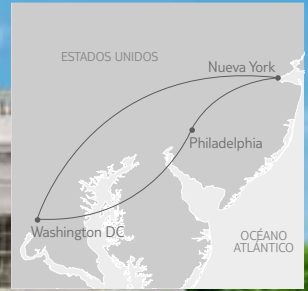 ESTADOS UNIDOS
Nueva York
Philadelphia
Washington DC
OCÉANO
ATLÁNTICO